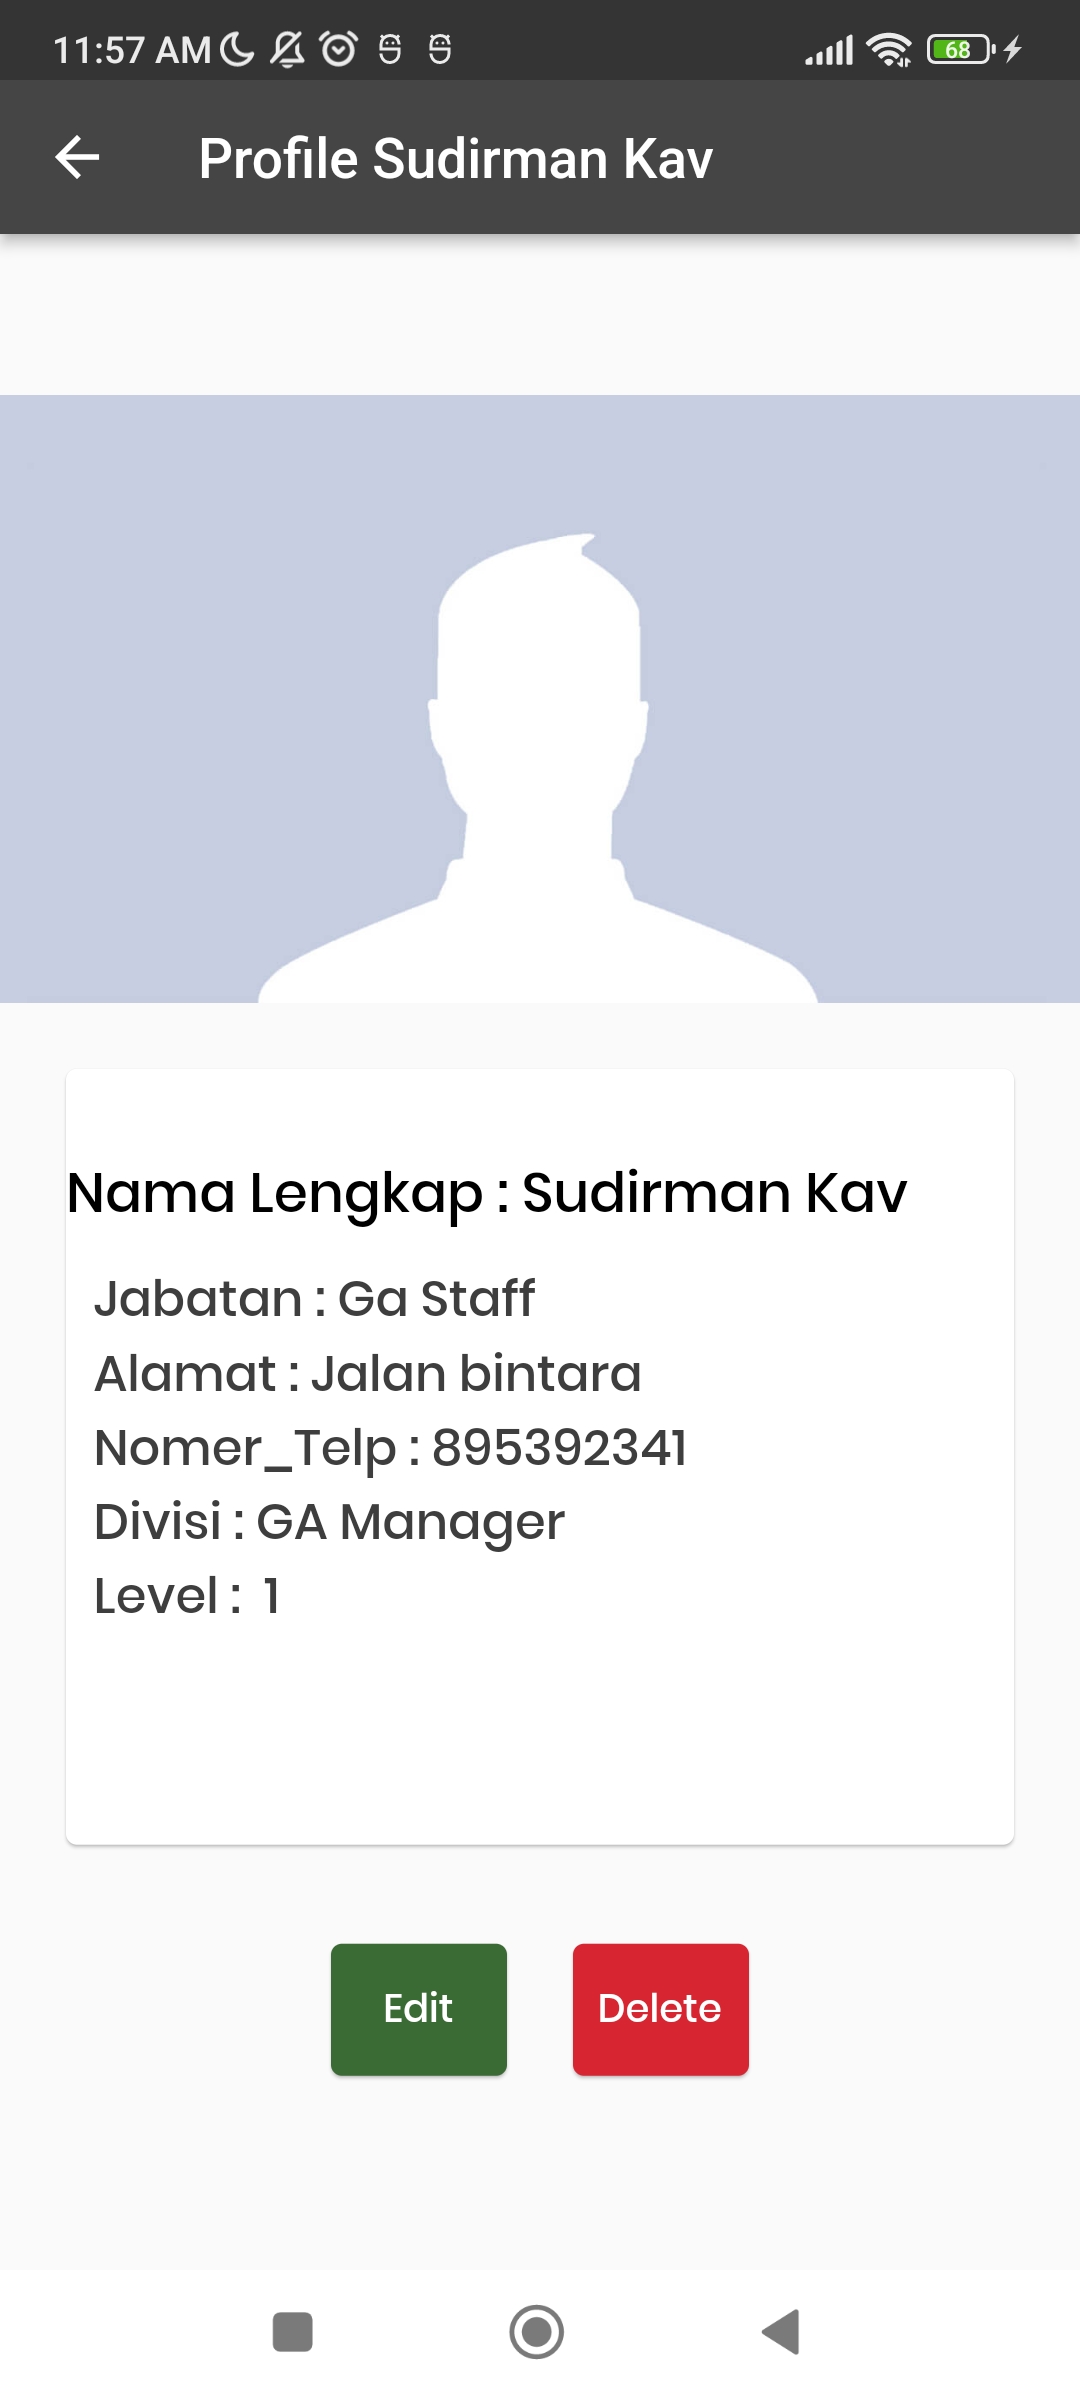 11:57 AM
68
Profile Sudirman Kav
Nama Lengkap : Sudirman Kav
Jabatan : Ga Staff
Alamat : Jalan bintara
Nomer_Telp : 895392341
Divisi : GA Manager
Level :  1
Edit
Delete